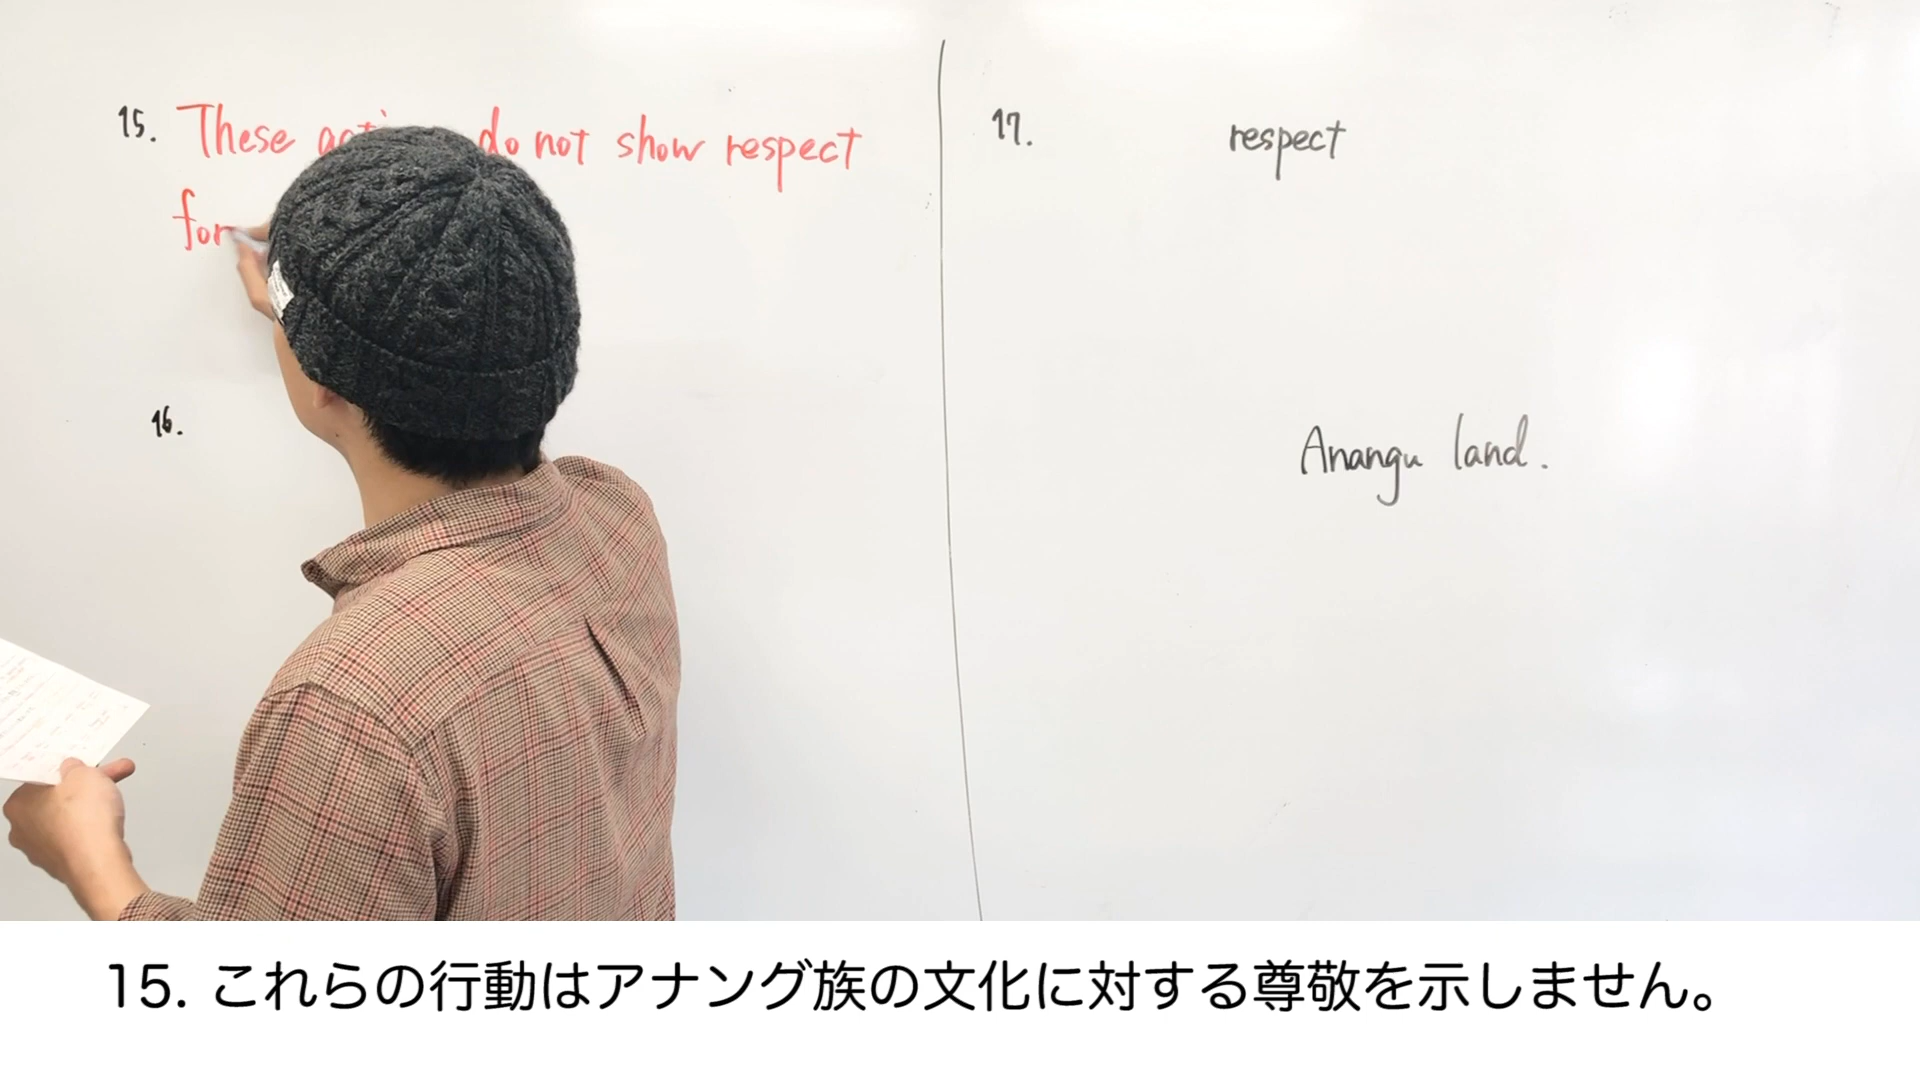 15. These do not show respect
for
16.
17. respect
Anangu land.
15. これらの行動はアナング族の文化に対する尊敬を示しません。